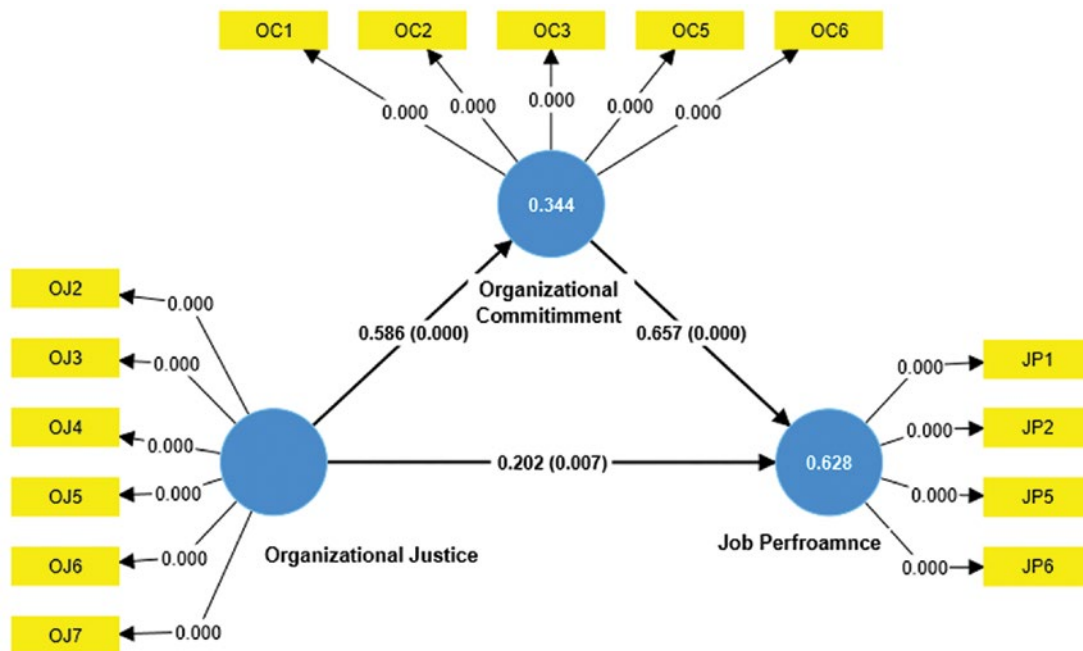 OC1 OC2 OC3 OC5 OC6
0.000 0.000 0.000 0.000 0.000
0.344
Organizational
Commitimment
0.586 (0.000) 0.657 (0.000)
OJ2 0.000
OJ3 0.000
OJ4 0.000
OJ5 0.000
OJ6 0.000
OJ7 0.000
Organizational Justice
0.202 (0.007)
0.628
Job Perfroamnce
0.000 JP1
0.000 JP2
0.000 JP5
0.000 JP6